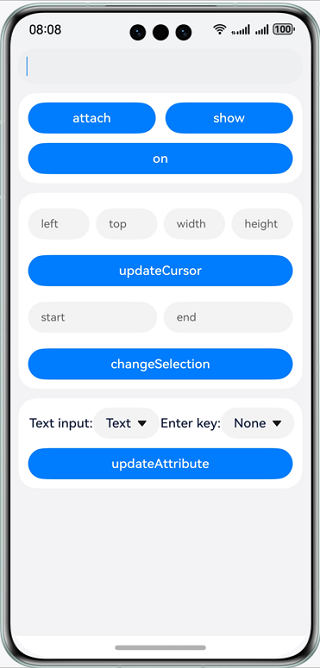 08:08 100
attach show
on
left top width height
updateCursor
start end
changeSelection
Text input: Text Enter key: None
updateAttribute